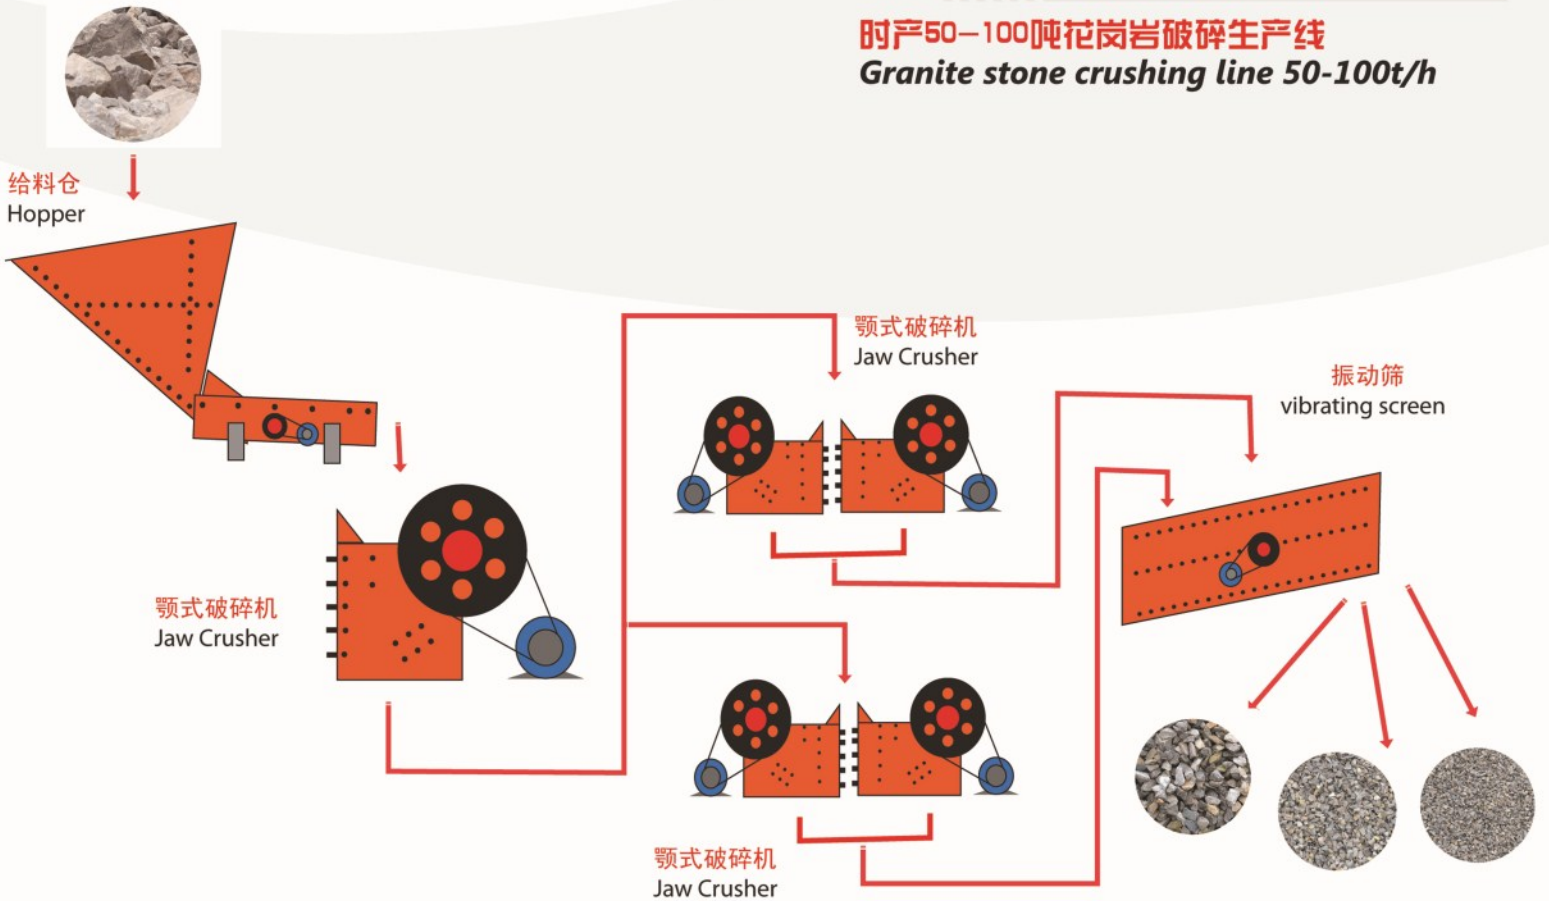 时产50-100吨花岗岩破碎生产线
Granite stone crushing line 50-100t/h
给料仓
Hopper
颚式破碎机
Jaw Crusher
振动筛
vibrating screen
颚式破碎机
Jaw Crusher
颚式破碎机
Jaw Crusher